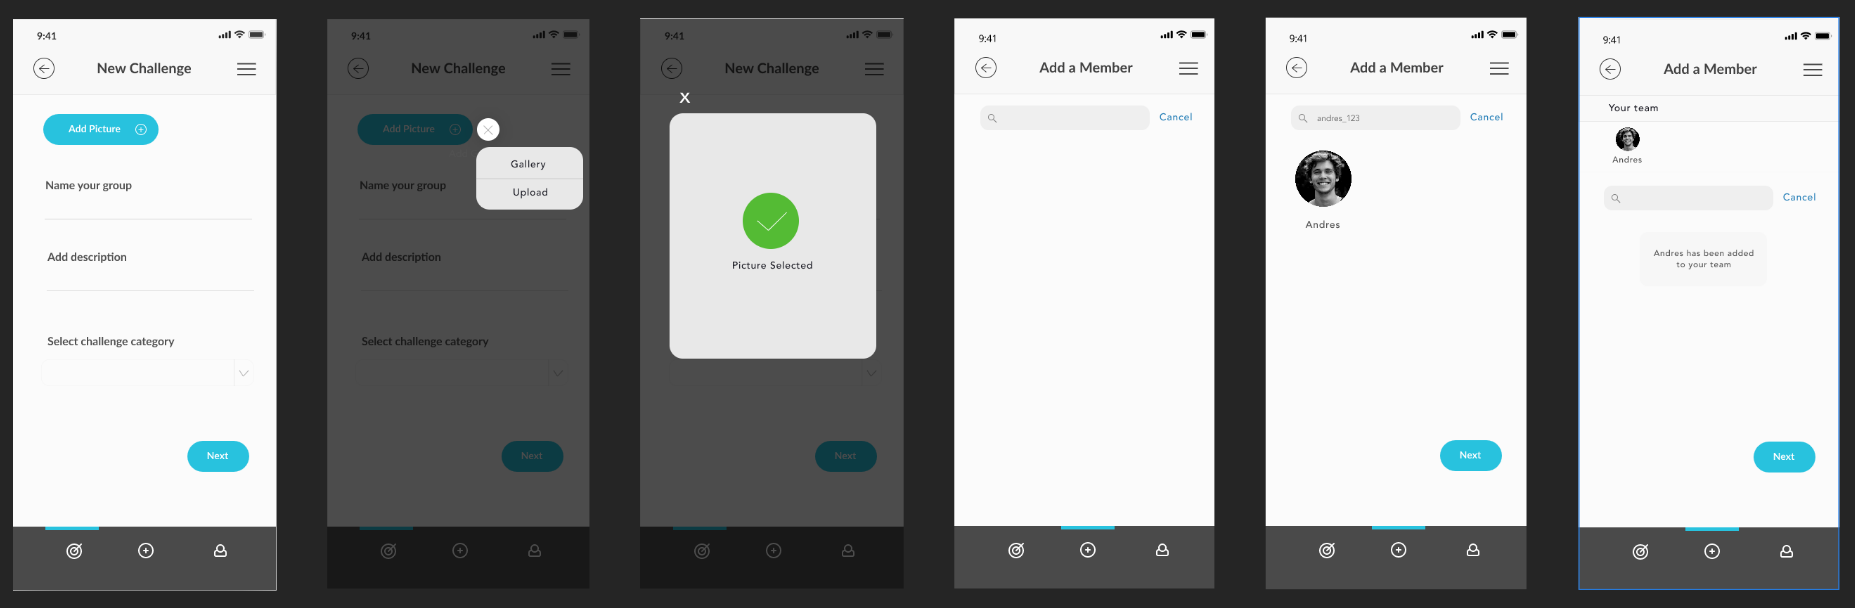 9:41
New Challenge
Add Picture
Name your group
Add description
Select challenge category
Next
9:41
New Challenge
Add Picture
Gallery
Upload
Name your group
Add description
Select challenge category
Next
9:41
New Challenge
X
Picture Selected
Next
9:41
Add a Member
Cancel
9:41
Add a Member
andres_123
Cancel
Andres
Next
9:41
Add a Member
Your team
Andres
Cancel
Andres has been added
to your team
Next